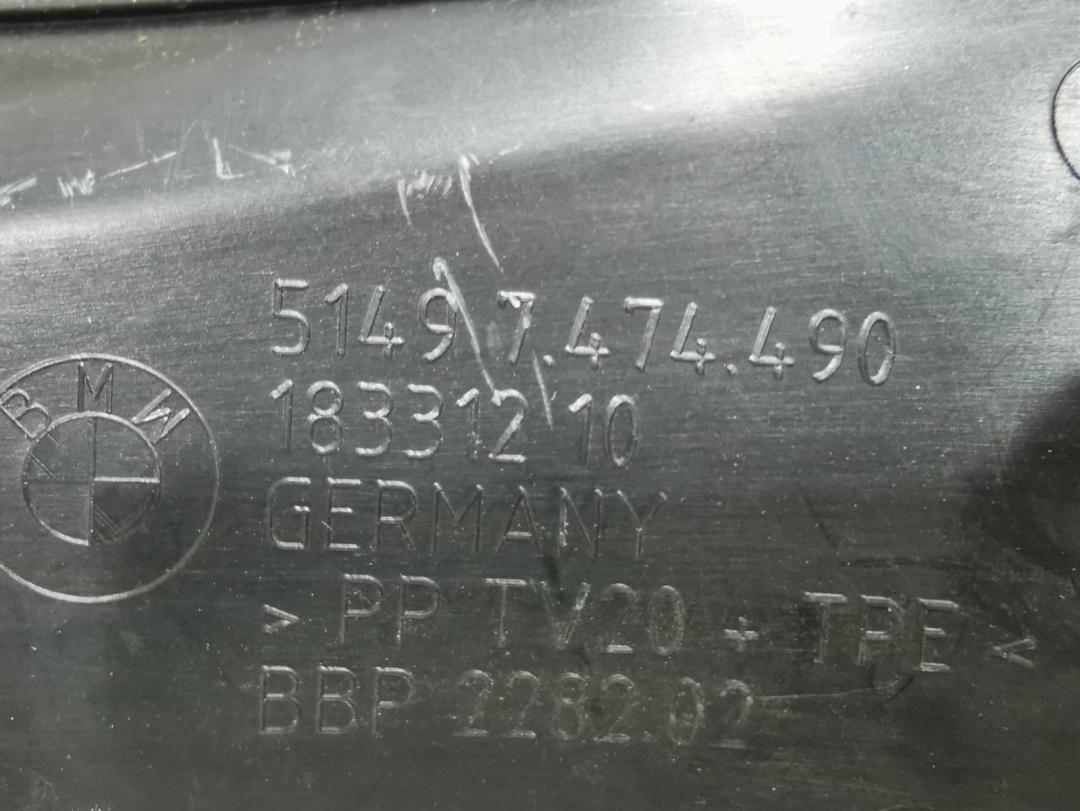 5149 7.474.490
BMW
18331210
GERMANY
> PP TV20 + TPE <
BBP 2282.02